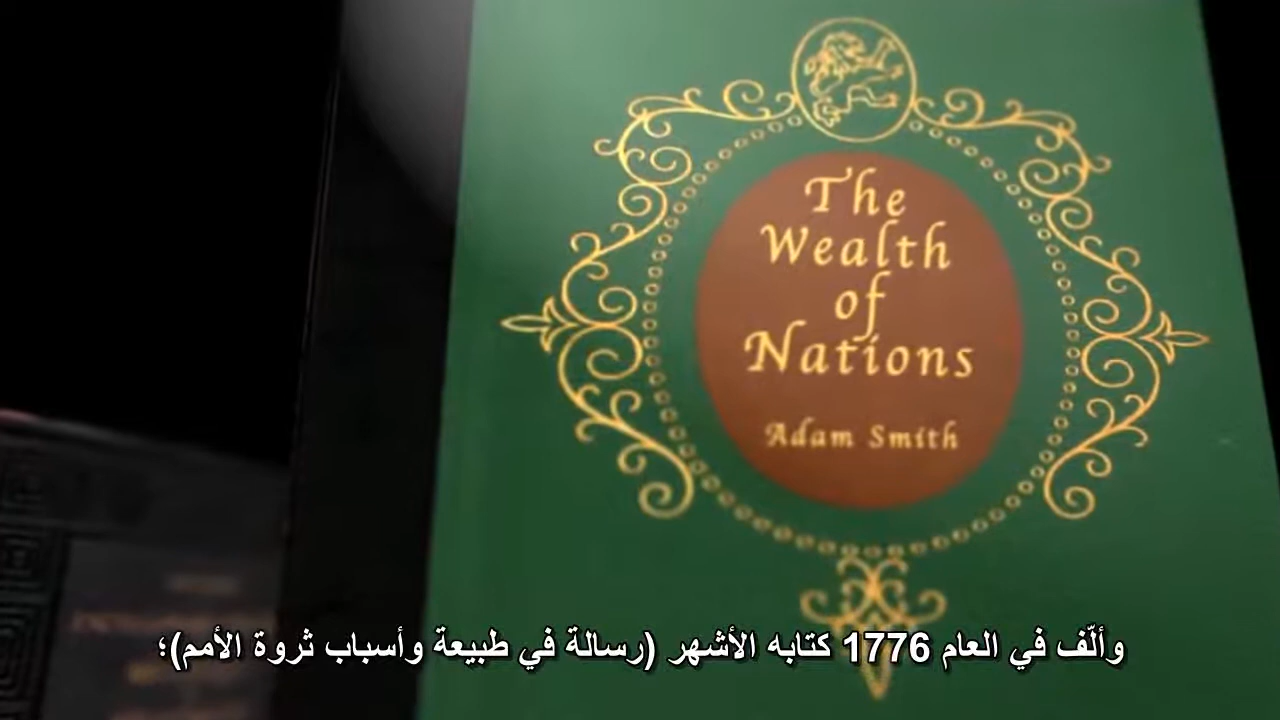 The
Wealth
of
Nations
Adam Smith
وألّف في العام 1776 كتابه الأشهر (رسالة في طبيعة وأسباب ثروة الأمم)؛